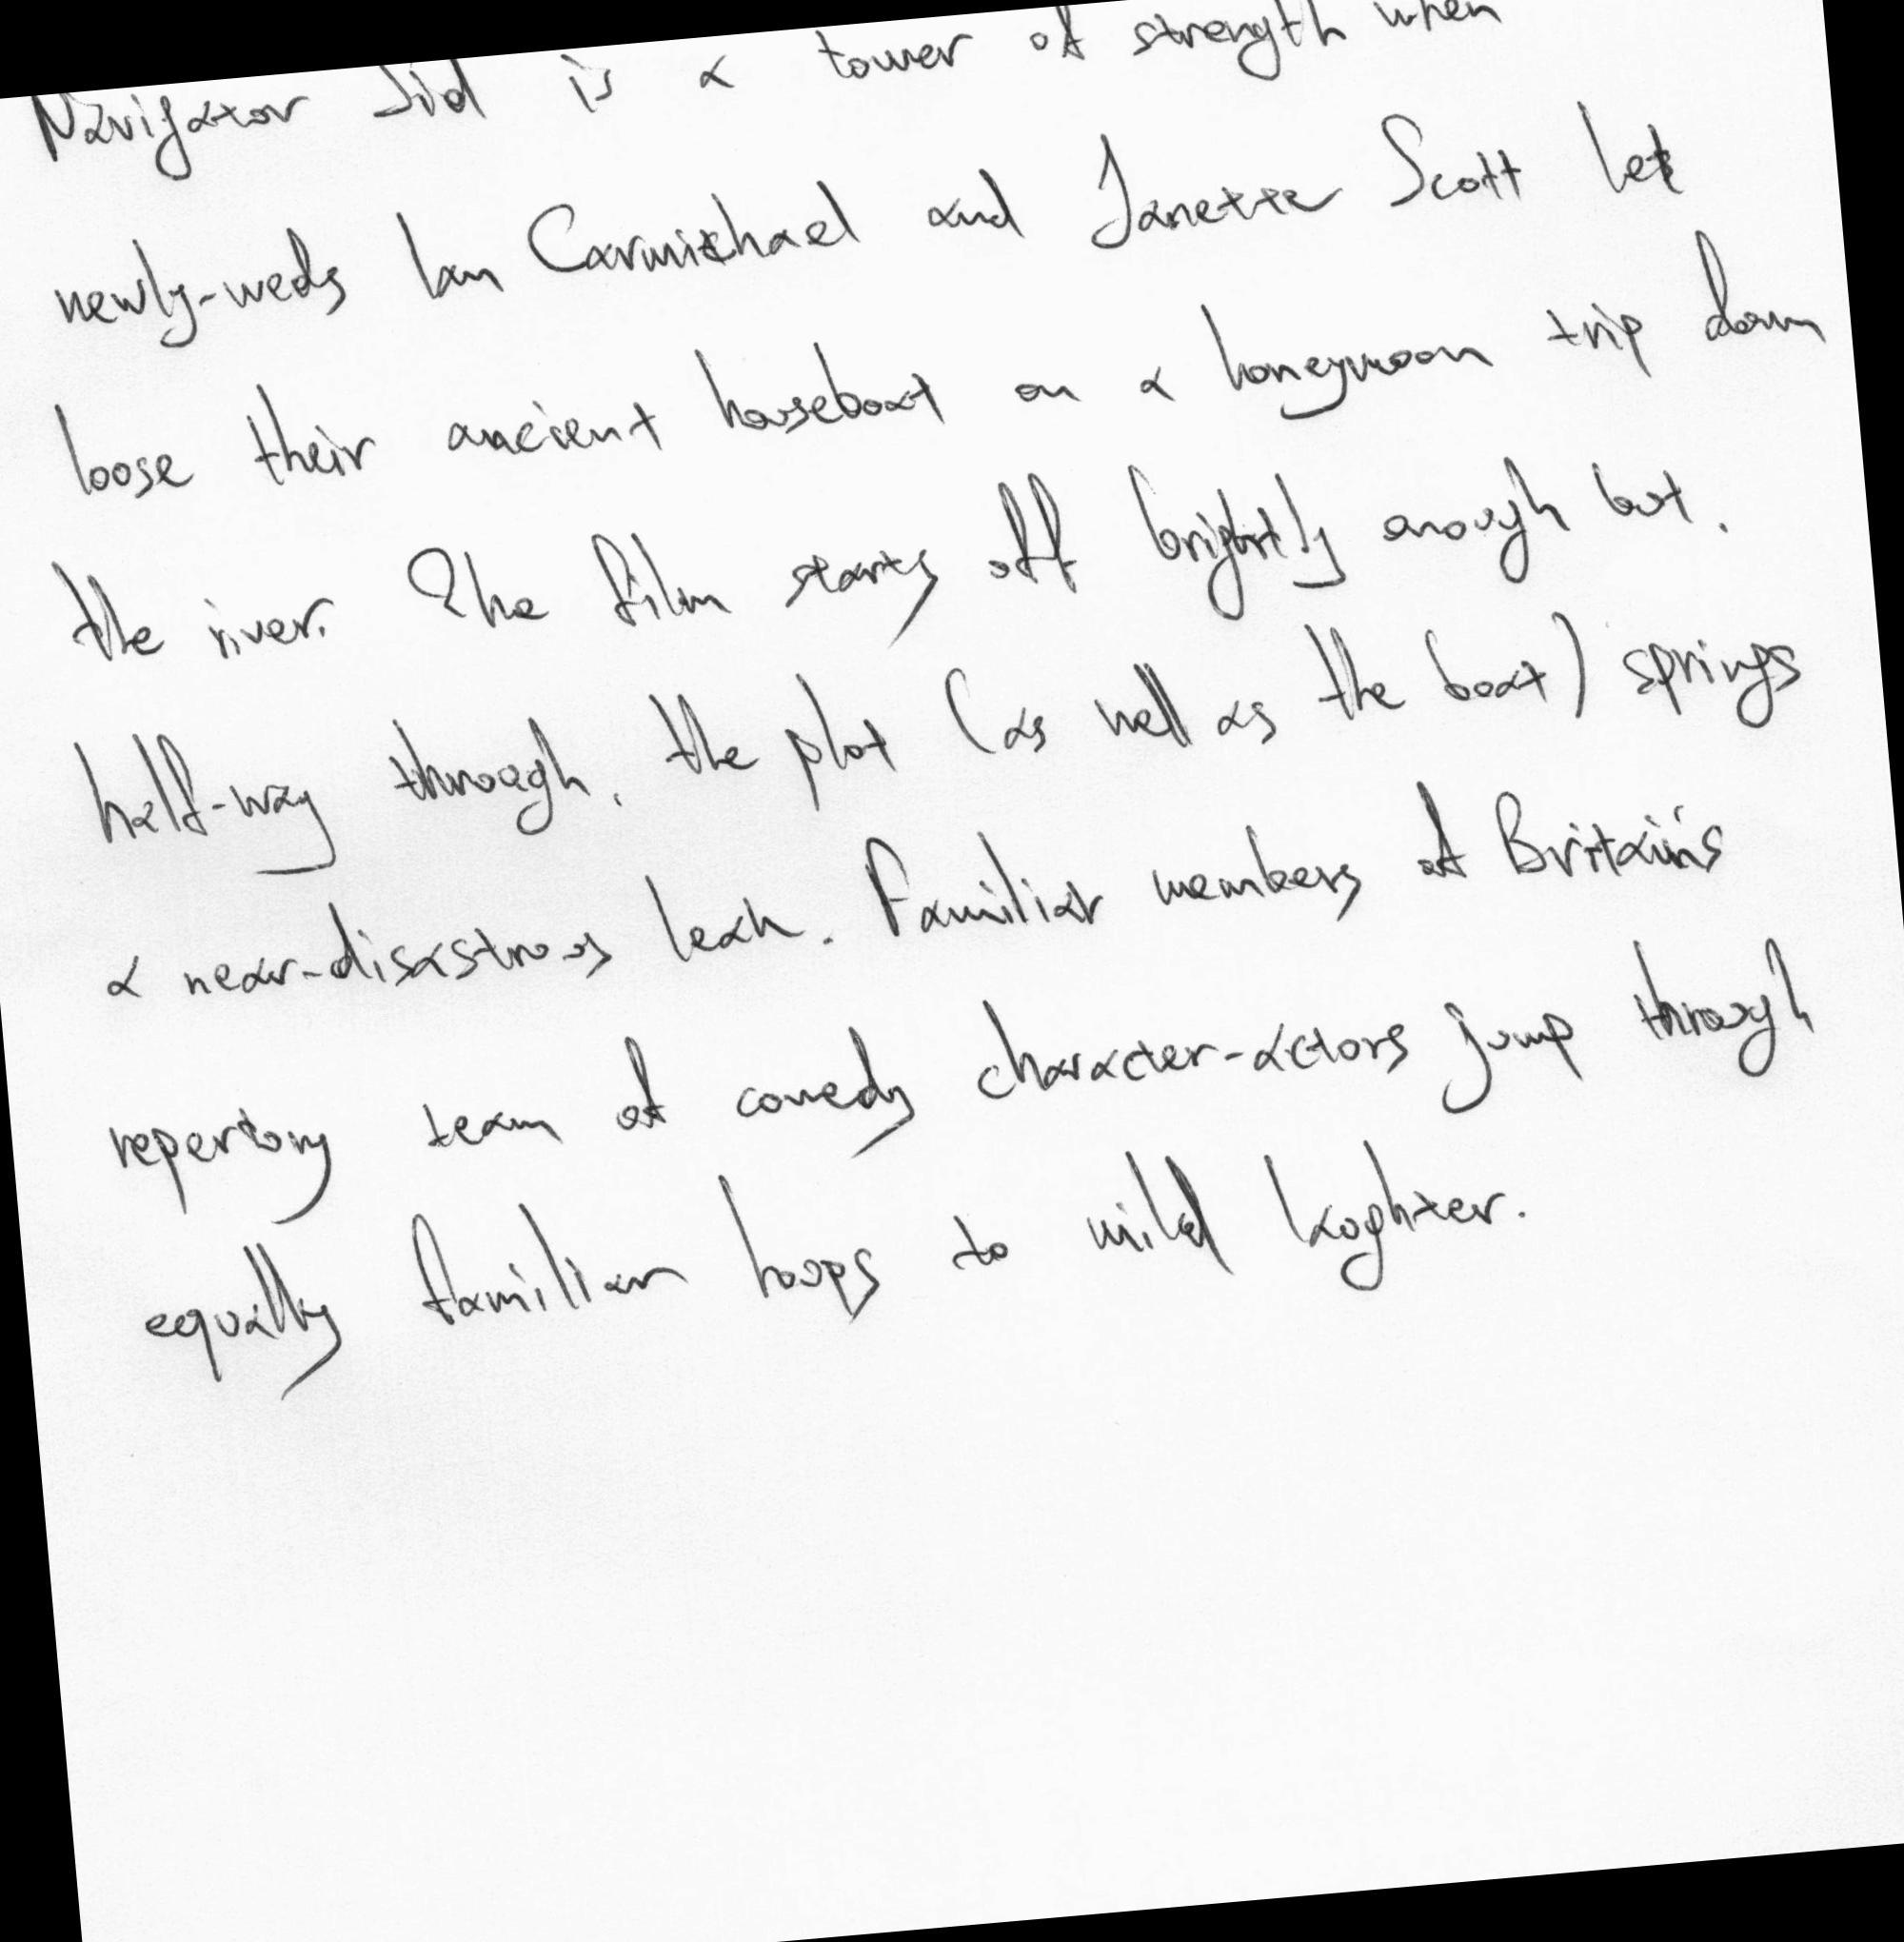 Navigator Sid is a tower of strength when
newly-weds Ian Carmichael and Janette Scott let
loose their ancient houseboat on a honeymoon trip down
the river. The film starts off brightly enough but,
half-way through, the plot (as well as the boat) springs
a near-disastrous leak. Familiar members of Britain's
repertory team of comedy character-actors jump through
equally familiar hoops to mild laughter.